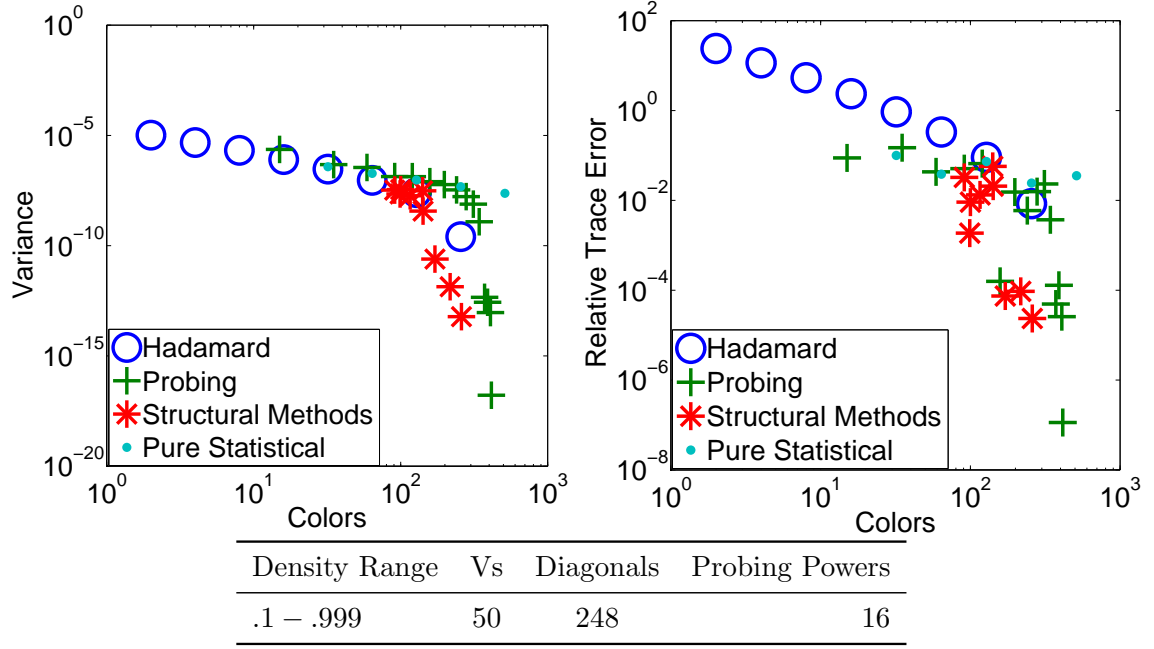 10^0
10^-5
10^-10
10^-15
10^-20
Variance
Hadamard
Probing
Structural Methods
Pure Statistical
10^0 10^1 10^2 10^3
Colors
10^2
10^0
10^-2
10^-4
10^-6
10^-8
Relative Trace Error
Hadamard
Probing
Structural Methods
Pure Statistical
10^0 10^1 10^2 10^3
Colors
Density Range Vs Diagonals Probing Powers
.1 − .999 50 248 16